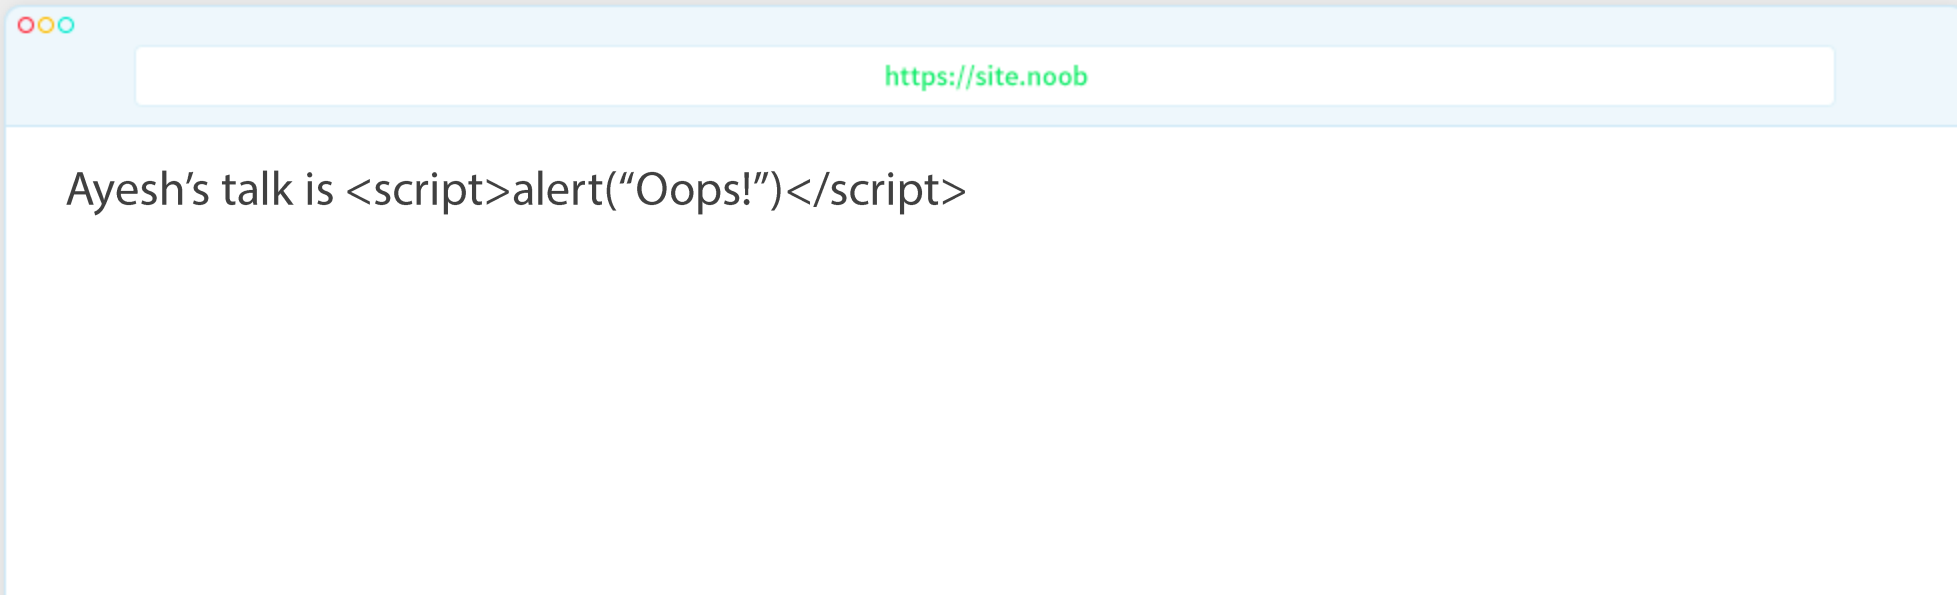 https://site.noob
Ayesh’s talk is <script>alert(“Oops!”)</script>